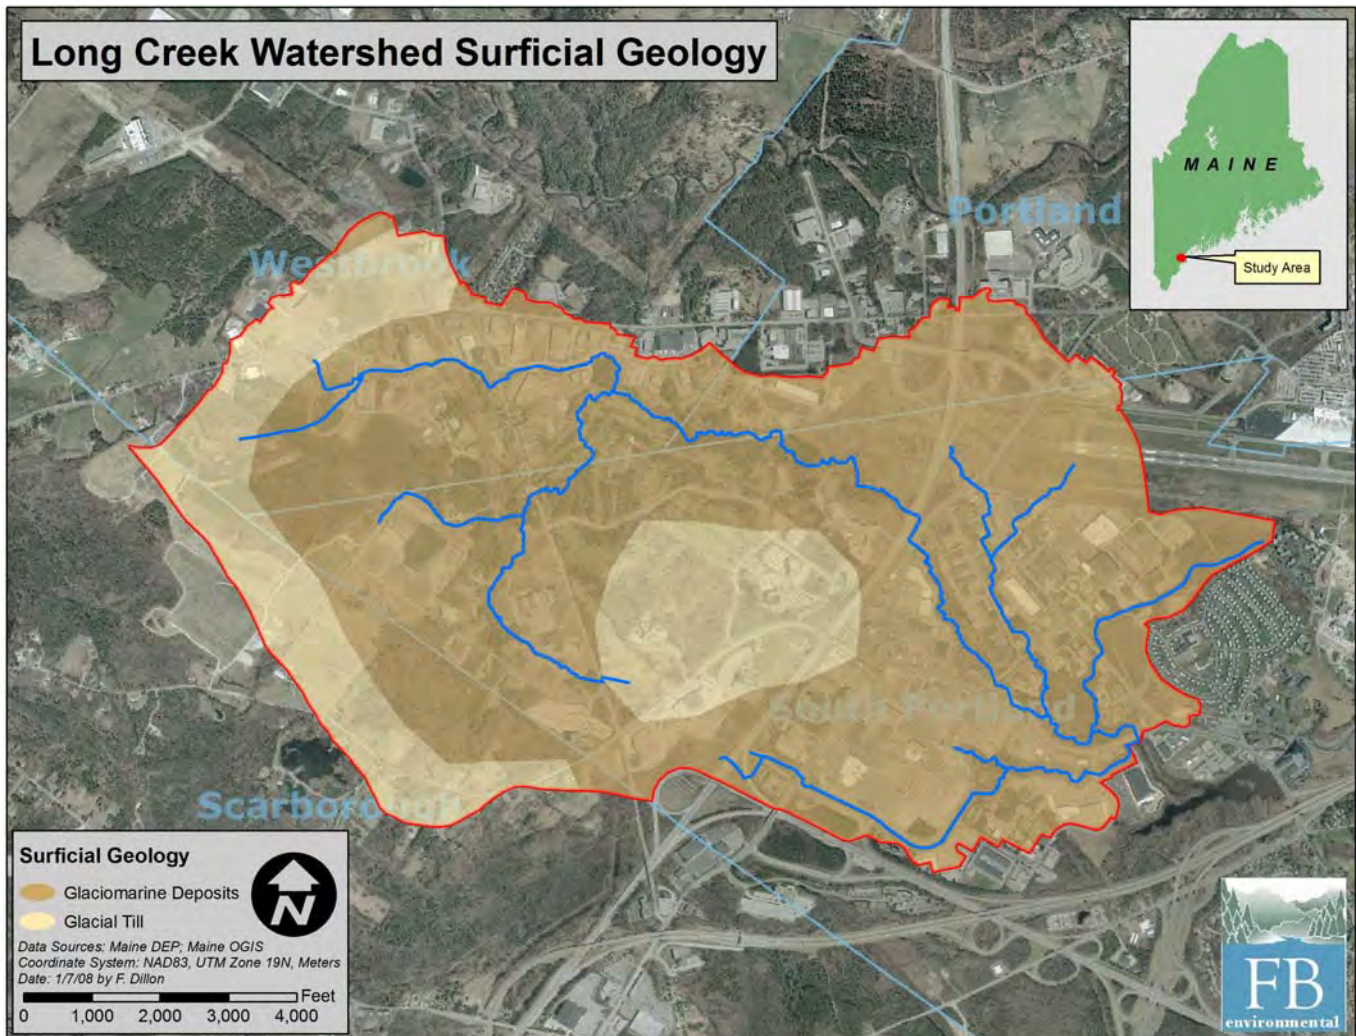 Long Creek Watershed Surficial Geology
MAINE
Study Area
Portland
Westbrook
South Portland
Scarborough
Surficial Geology
Glaciomarine Deposits
Glacial Till
N
Data Sources: Maine DEP; Maine OGIS
Coordinate System: NAD83, UTM Zone 19N, Meters
Date: 1/7/08 by F. Dillon
Feet
0 1,000 2,000 3,000 4,000
FB
environmental